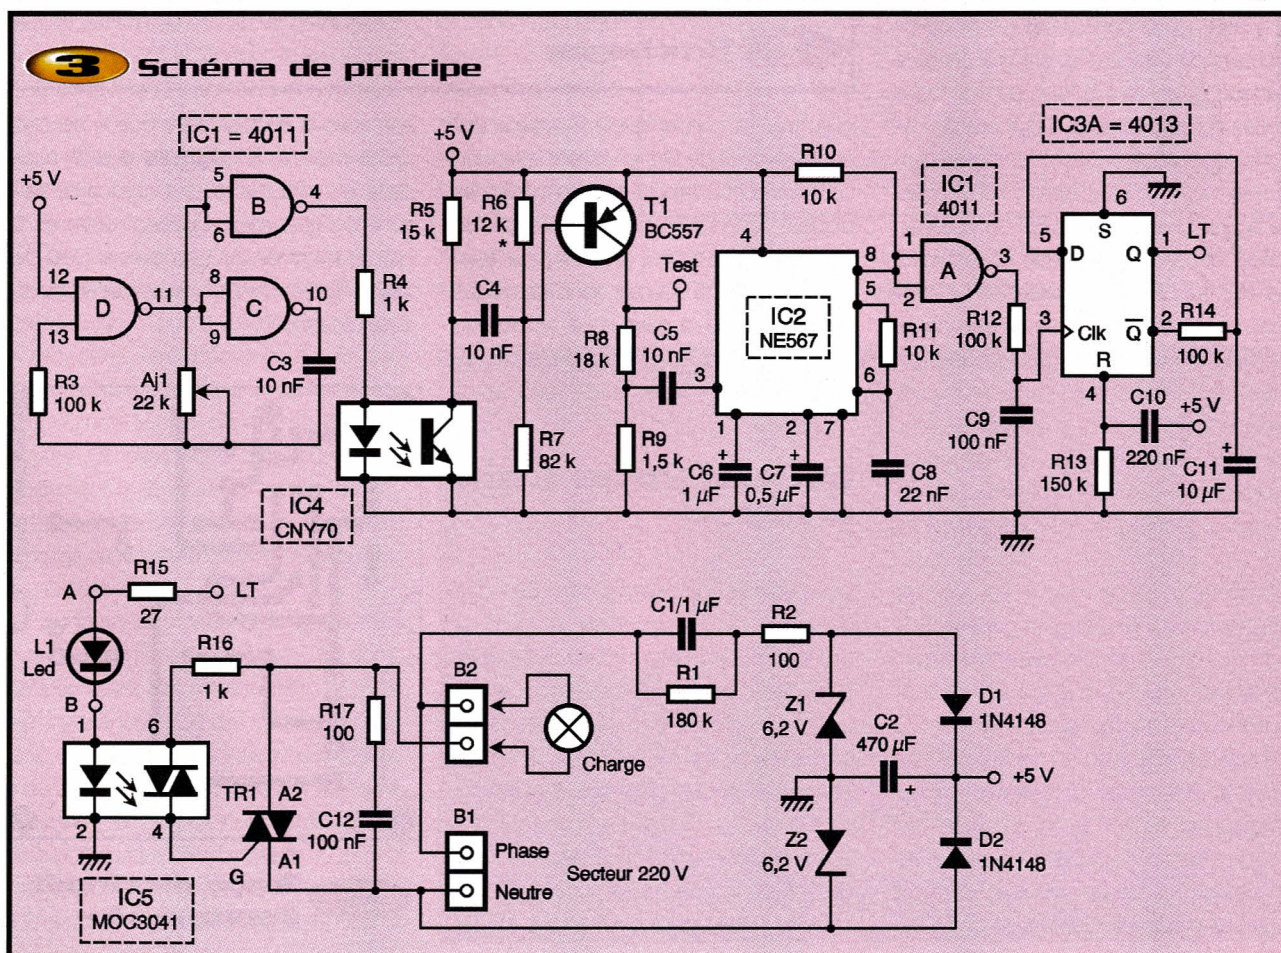 3 Schéma de principe
IC1 = 4011
+5 V
5
4
B
6
12
D
11
13
8
10
C
9
R3
100 k
Aj1
22 k
C3
10 nF
R4
1 k
IC4
CNY70
+5 V
R5
15 k
R6
12 k
*
C4
10 nF
R7
82 k
T1
BC557
Test
R8
18 k
C5
10 nF
R9
1,5 k
3
4
IC2
NE567
8
5
6
1
2
7
C6
1 µF
+
C7
0,5 µF
+
R10
10 k
R11
10 k
C8
22 nF
IC1
4011
1
A
3
2
R12
100 k
C9
100 nF
IC3A = 4013
6
S
5
D
Q
1
LT
3
Clk
Q
2
R14
100 k
R
4
C10
220 nF
+5 V
R13
150 k
C11
10 µF
+
A
R15
27
LT
L1
Led
B
1
6
2
4
R16
1 k
TR1
A2
A1
G
IC5
MOC3041
R17
100
C12
100 nF
B2
Charge
B1
Phase
Neutre
Secteur 220 V
C1/1 µF
R1
180 k
R2
100
Z1
6,2 V
C2
470 µF
+
Z2
6,2 V
D1
1N4148
+5 V
D2
1N4148